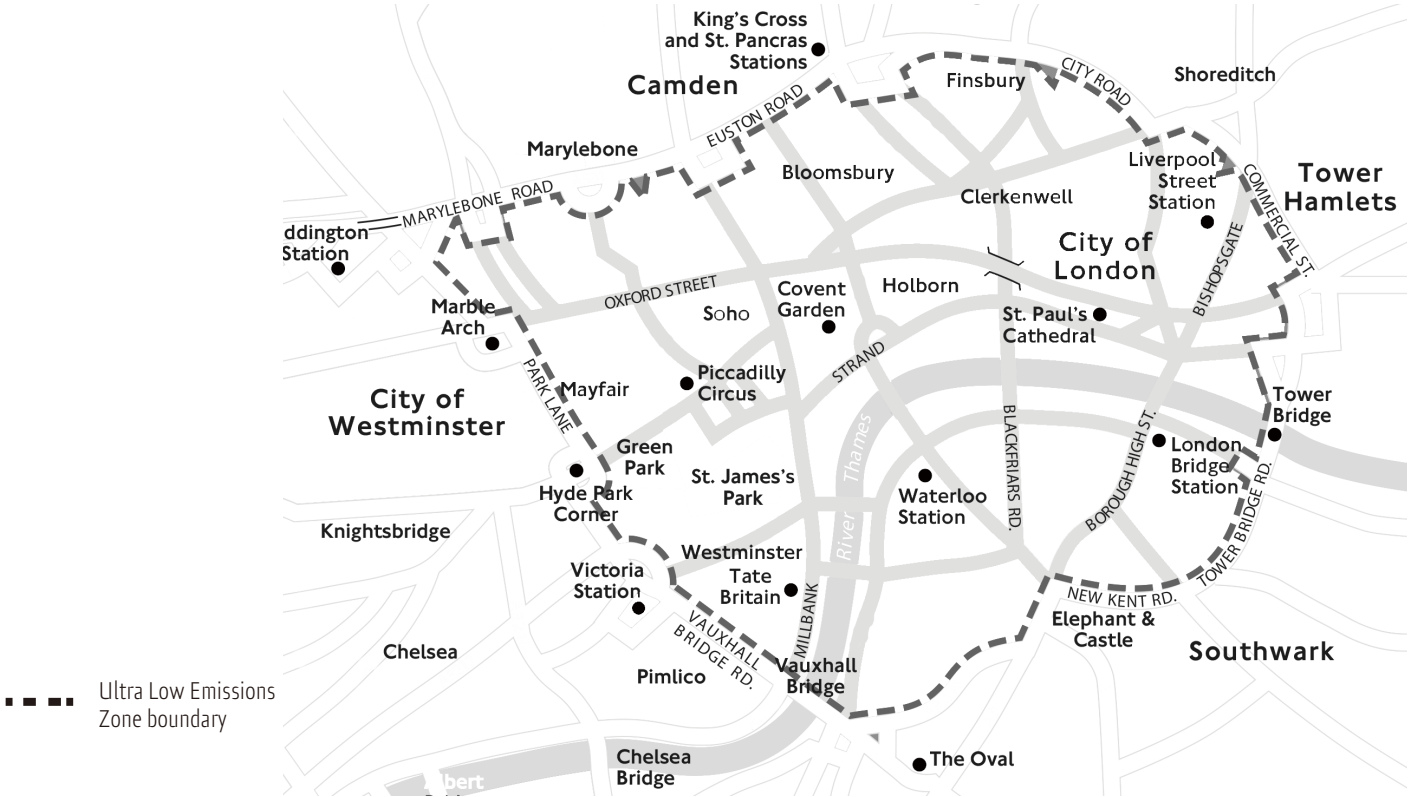 King's Cross
and St. Pancras
Stations
Camden
CITY ROAD
Shoreditch
Finsbury
EUSTON ROAD
Marylebone
Bloomsbury
Liverpool
Street
Station
Tower
Hamlets
COMMERCIAL ST.
MARYLEBONE ROAD
Clerkenwell
ddington
Station
City of
London
BISHOPSGATE
OXFORD STREET
Marble
Arch
Soho
Covent
Garden
Holborn
St. Paul's
Cathedral
STRAND
PARK LANE
Mayfair
Piccadilly
Circus
City of
Westminster
Tower
Bridge
BLACKFRIARS RD.
BOROUGH HIGH ST.
London
Bridge
Station
Green
Park
St. James's
Park
River Thames
Waterloo
Station
Hyde Park
Corner
TOWER BRIDGE RD.
Knightsbridge
Westminster
Tate
Britain
Victoria
Station
MILLBANK
NEW KENT RD.
Elephant &
Castle
VAUXHALL
BRIDGE RD.
Chelsea
Southwark
Pimlico
Vauxhall
Bridge
Ultra Low Emissions
Zone boundary
Chelsea
Bridge
The Oval